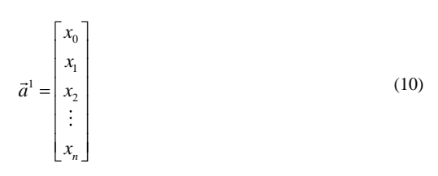 x₀
x₁
a⃗¹ = x₂ (10)
⋮
xₙ